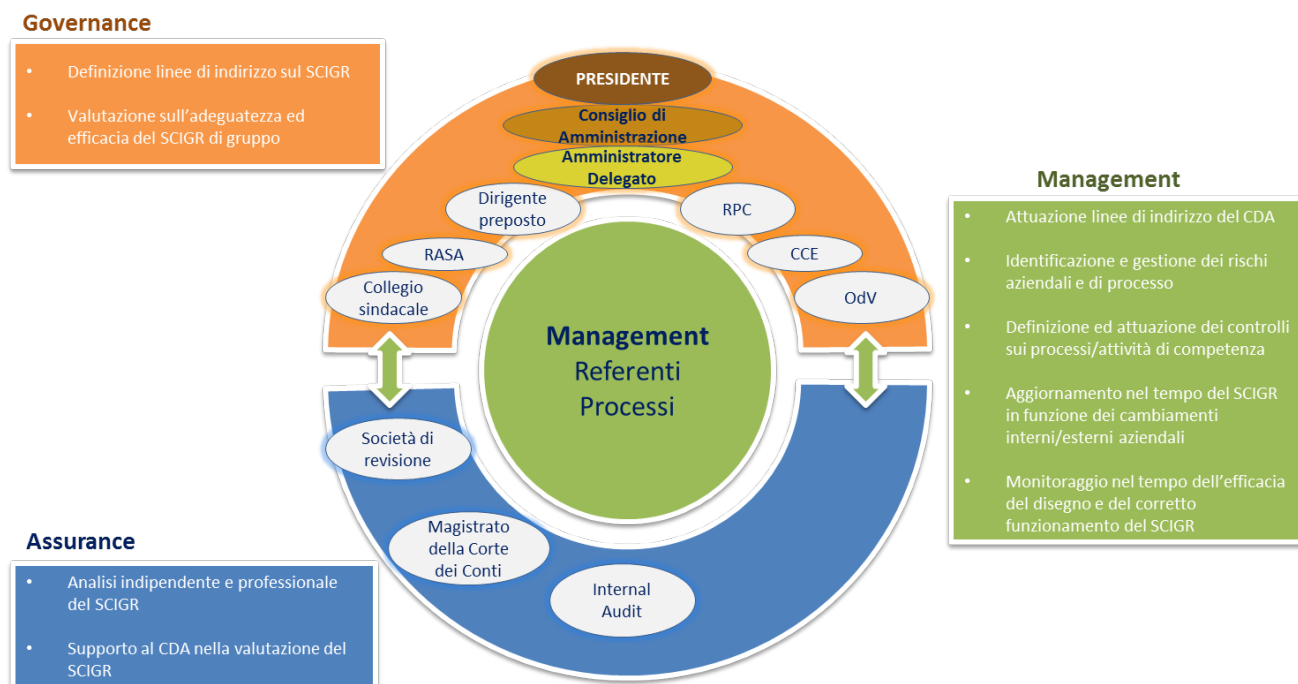 Governance
• Definizione linee di indirizzo sul SCIGR
• Valutazione sull'adeguatezza ed
efficacia del SCIGR di gruppo
PRESIDENTE
Consiglio di
Amministrazione
Amministratore
Delegato
Dirigente
preposto
RPC
RASA
CCE
Collegio
sindacale
OdV
Management
Referenti
Processi
Management
• Attuazione linee di indirizzo del CDA
• Identificazione e gestione dei rischi
aziendali e di processo
• Definizione ed attuazione dei controlli
sui processi/attività di competenza
• Aggiornamento nel tempo del SCIGR
in funzione dei cambiamenti
interni/esterni aziendali
• Monitoraggio nel tempo dell'efficacia
del disegno e del corretto
funzionamento del SCIGR
Società di
revisione
Magistrato
della Corte
dei Conti
Internal
Audit
Assurance
• Analisi indipendente e professionale
del SCIGR
• Supporto al CDA nella valutazione del
SCIGR